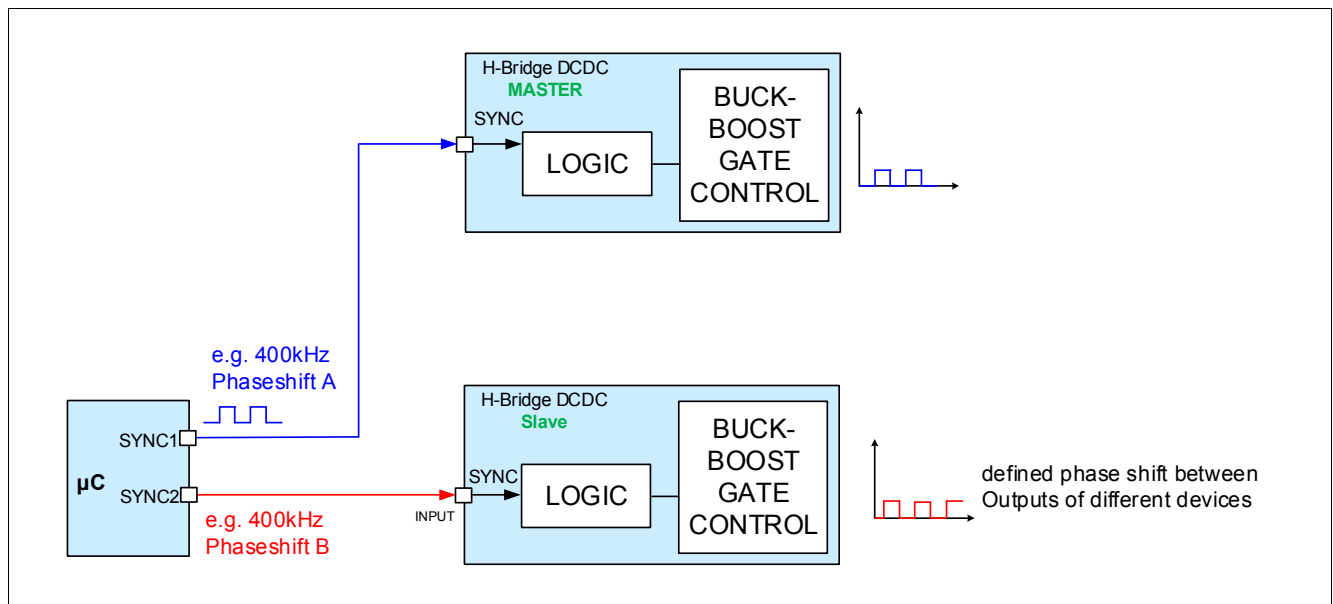 H-Bridge DCDC
MASTER
SYNC
LOGIC
BUCK-
BOOST
GATE
CONTROL
e.g. 400kHz
Phaseshift A
µC
SYNC1
SYNC2
e.g. 400kHz
Phaseshift B
INPUT
H-Bridge DCDC
Slave
SYNC
LOGIC
BUCK-
BOOST
GATE
CONTROL
defined phase shift between
Outputs of different devices